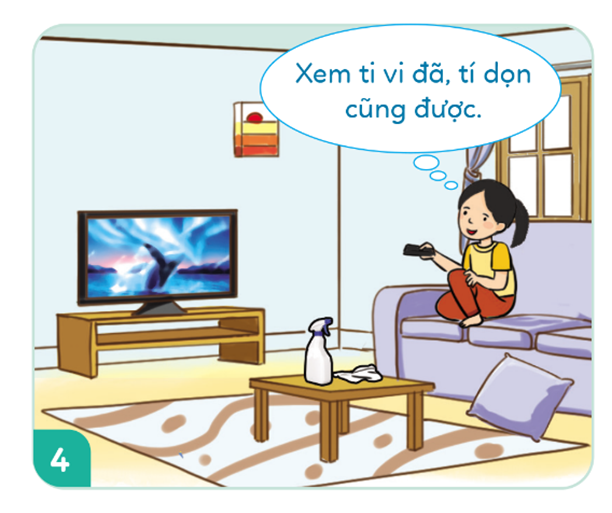 Xem ti vi đã, tí dọn
cũng được.
4